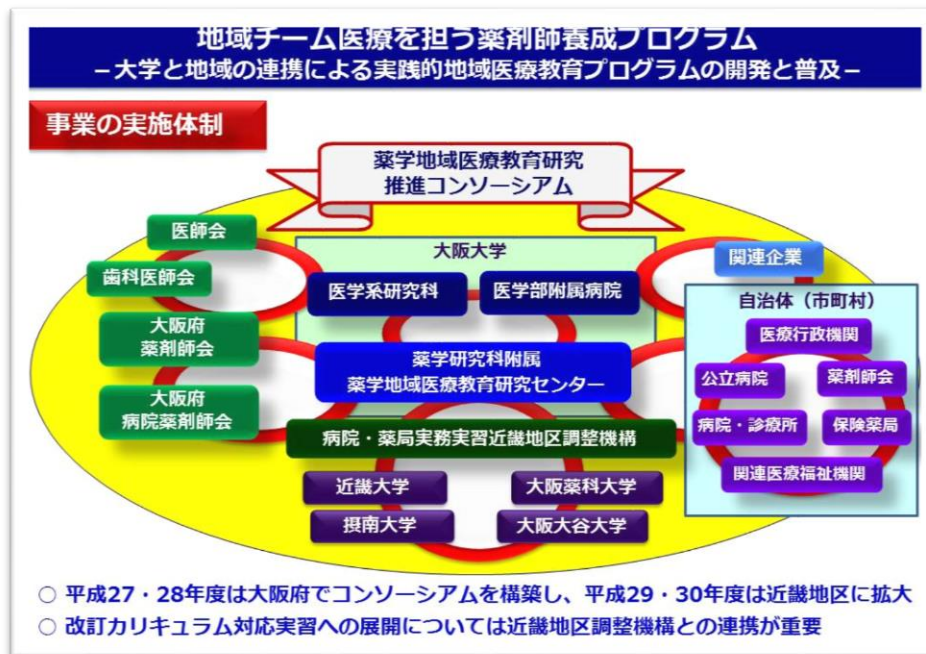 地域チーム医療を担う薬剤師養成プログラム
－大学と地域の連携による実践的地域医療教育プログラムの開発と普及－
事業の実施体制
薬学地域医療教育研究
推進コンソーシアム
医師会
歯科医師会
大阪府
薬剤師会
大阪府
病院薬剤師会
大阪大学
医学系研究科
医学部附属病院
薬学研究科附属
薬学地域医療教育研究センター
病院・薬局実務実習近畿地区調整機構
近畿大学
大阪薬科大学
摂南大学
大阪大谷大学
関連企業
自治体（市町村）
医療行政機関
公立病院
薬剤師会
病院・診療所
保険薬局
関連医療福祉機関
○ 平成27・28年度は大阪府でコンソーシアムを構築し、平成29・30年度は近畿地区に拡大
○ 改訂カリキュラム対応実習への展開については近畿地区調整機構との連携が重要